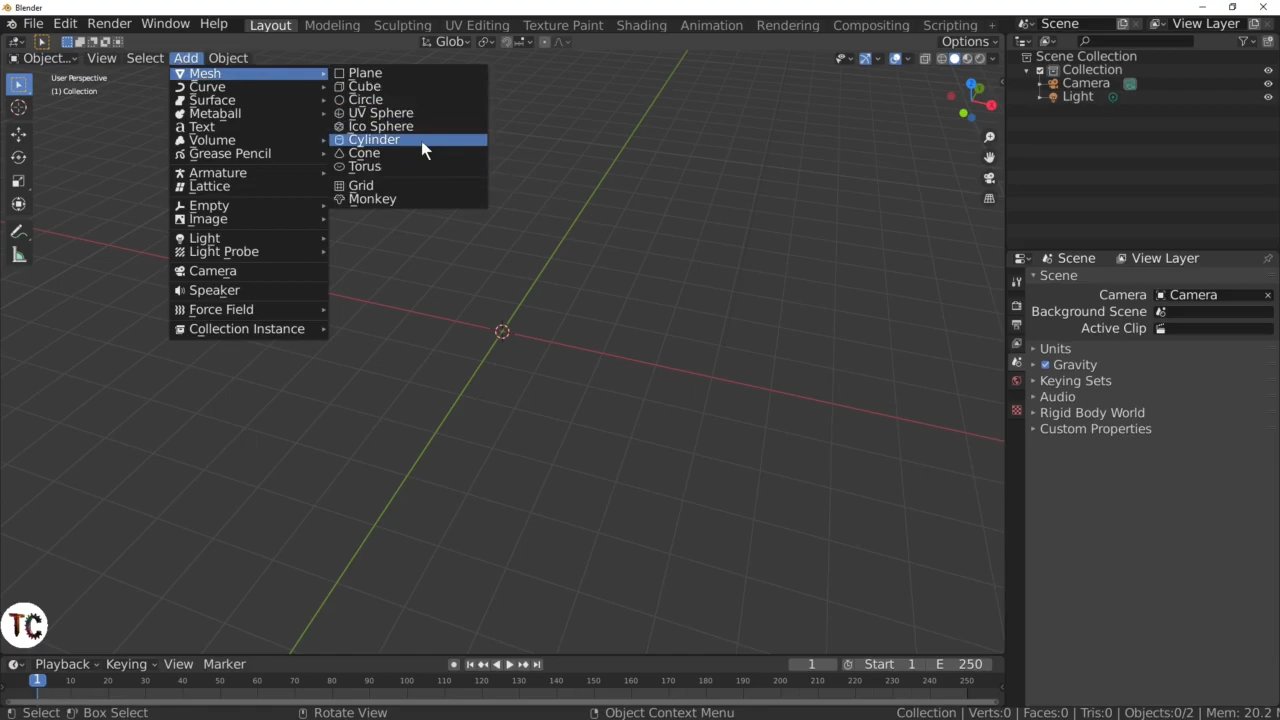 Blender
File Edit Render Window Help Layout Modeling Sculpting UV Editing Texture Paint Shading Animation Rendering Compositing Scripting + Scene View Layer
Glob Options
Object... View Select Add Object
User Perspective
(1) Collection
Mesh
Curve
Surface
Metaball
Text
Volume
Grease Pencil
Armature
Lattice
Empty
Image
Light
Light Probe
Camera
Speaker
Force Field
Collection Instance
Plane
Cube
Circle
UV Sphere
Ico Sphere
Cylinder
Cone
Torus
Grid
Monkey
Z
X
Scene Collection
Collection
Camera
Light
Scene View Layer
Scene
Camera Camera
Background Scene
Active Clip
Units
Gravity
Keying Sets
Audio
Rigid Body World
Custom Properties
TC
Playback Keying View Marker 1 Start 1 E 250
1 10 20 30 40 50 60 70 80 90 100 110 120 130 140 150 160 170 180 190 200 210 220 230 240 250
Select Box Select Rotate View Object Context Menu Collection | Verts:0 | Faces:0 | Tris:0 | Objects:0/2 | Mem: 20.2